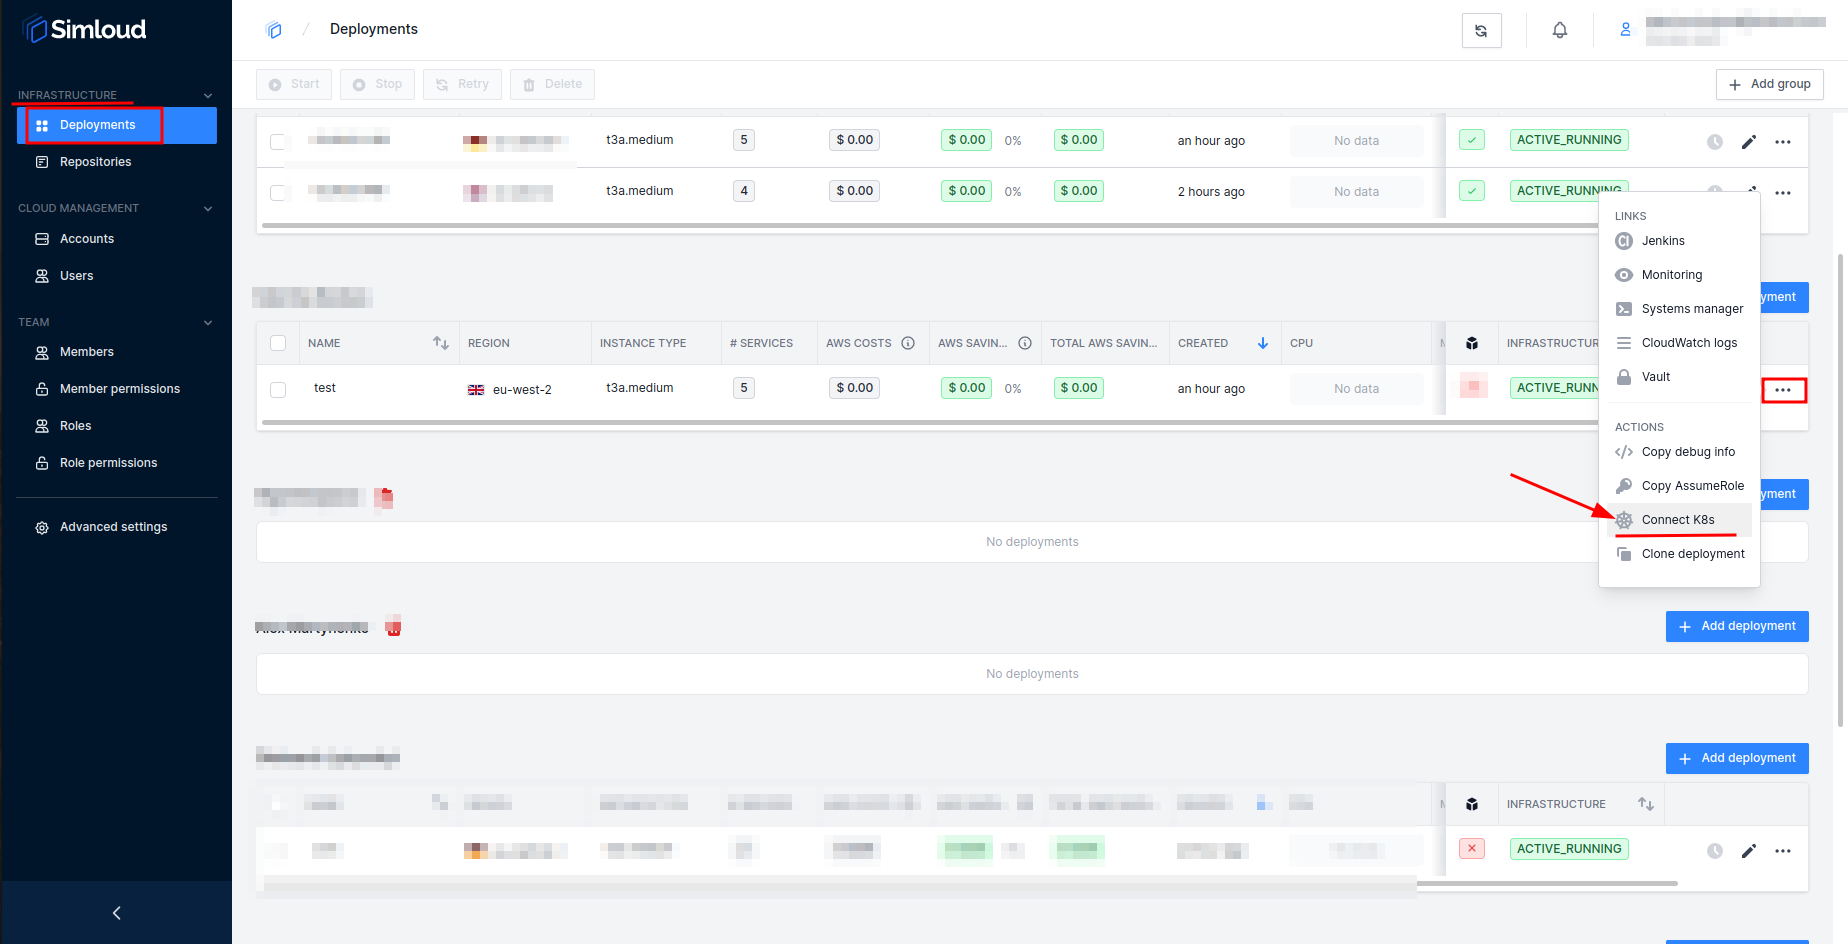 Simloud
/ Deployments
INFRASTRUCTURE
Deployments
Repositories
CLOUD MANAGEMENT
Accounts
Users
TEAM
Members
Member permissions
Roles
Role permissions
Advanced settings
Start Stop Retry Delete
+ Add group
t3a.medium 5 $ 0.00 $ 0.00 0% $ 0.00 an hour ago No data ACTIVE_RUNNING
t3a.medium 4 $ 0.00 $ 0.00 0% $ 0.00 2 hours ago No data ACTIVE_RUNNING
NAME REGION INSTANCE TYPE # SERVICES AWS COSTS AWS SAVIN... TOTAL AWS SAVIN... CREATED CPU M INFRASTRUCTUR
test eu-west-2 t3a.medium 5 $ 0.00 $ 0.00 0% $ 0.00 an hour ago No data ACTIVE_RUNN
yment
LINKS
Jenkins
Monitoring
Systems manager
CloudWatch logs
Vault
ACTIONS
Copy debug info
Copy AssumeRole
Connect K8s
Clone deployment
yment
No deployments
+ Add deployment
No deployments
+ Add deployment
M INFRASTRUCTURE
ACTIVE_RUNNING